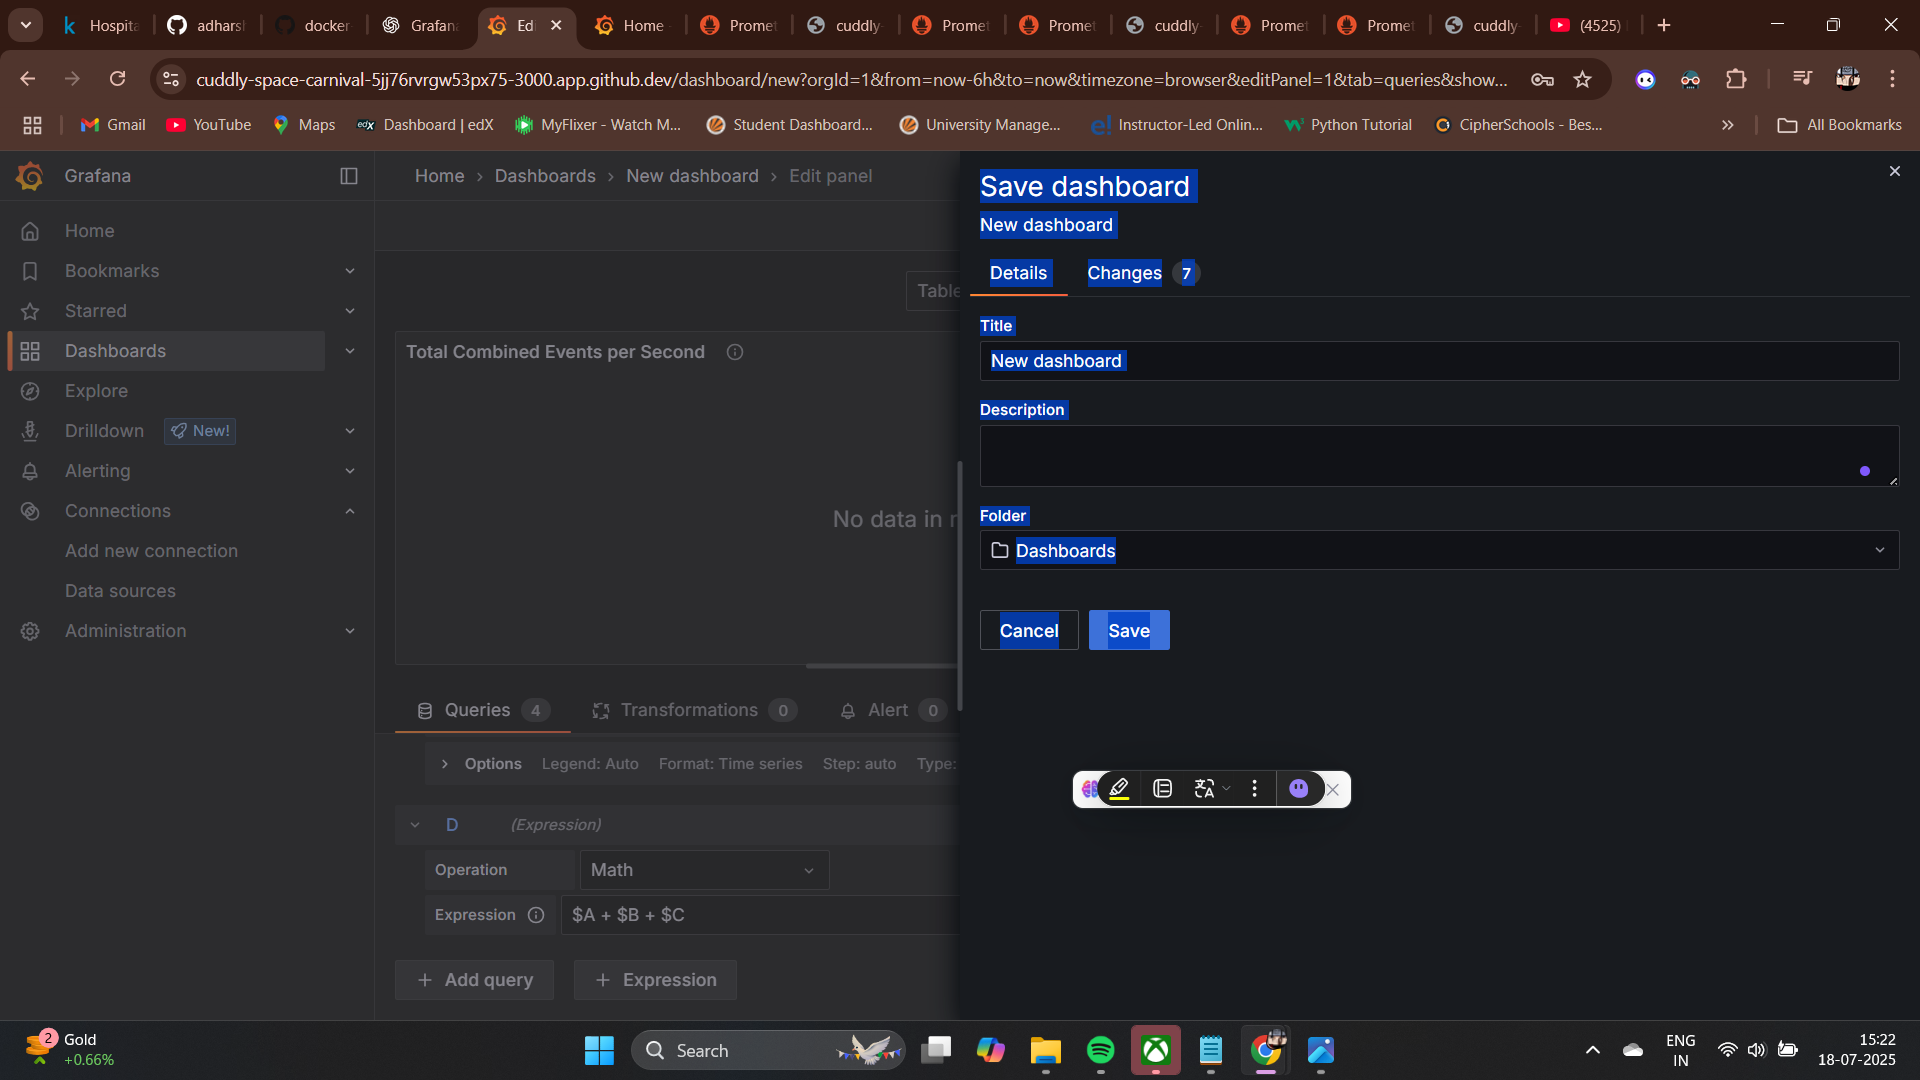 Hospita
adharsh
docker
Grafana
Edi
Home -
Promet
cuddly-
Promet
Promet
cuddly-
Promet
Promet
cuddly-
(4525)
cuddly-space-carnival-5jj76rvrgw53px75-3000.app.github.dev/dashboard/new?orgId=1&from=now-6h&to=now&timezone=browser&editPanel=1&tab=queries&show...
Gmail
YouTube
Maps
edX Dashboard | edX
MyFlixer - Watch M...
Student Dashboard...
University Manage...
e! Instructor-Led Onlin...
Python Tutorial
CipherSchools - Bes...
All Bookmarks
Grafana
Home
Bookmarks
Starred
Dashboards
Explore
Drilldown
New!
Alerting
Connections
Add new connection
Data sources
Administration
Home › Dashboards › New dashboard › Edit panel
Table
Total Combined Events per Second
No data in r
Queries 4
Transformations 0
Alert 0
Options Legend: Auto Format: Time series Step: auto Type:
D (Expression)
Operation Math
Expression $A + $B + $C
+ Add query
+ Expression
Save dashboard
New dashboard
Details
Changes 7
Title
New dashboard
Description
Folder
Dashboards
Cancel
Save
2
Gold
+0.66%
Search
ENG
IN
15:22
18-07-2025